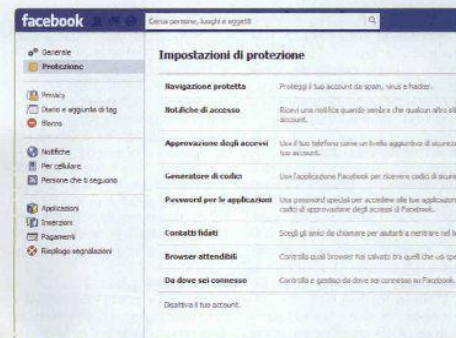 facebook
Cerca persone, luoghi e oggetti
Generale
Protezione
Privacy
Diario e aggiunta di tag
Blocco
Notifiche
Per cellulare
Persone che ti seguono
Applicazioni
Inserzioni
Pagamenti
Riepilogo segnalazioni
Impostazioni di protezione
Navigazione protetta
Proteggi il tuo account da spam, virus e hacker.
Notifiche di accesso
Ricevi una notifica quando sembra che qualcun altro
account.
Approvazione degli accessi
Usa il tuo telefono come un livello aggiuntivo di
tuo account.
Generatore di codici
Usa l'applicazione Facebook per ricevere codici di
Password per le applicazioni
Usa password speciali per accedere alle tue
codici di approvazione degli accessi di Facebook.
Contatti fidati
Scegli gli amici da chiamare per aiutarti a rientrare nel
Browser attendibili
Controlla quali browser hai salvato tra quelli che usi
Da dove sei connesso
Controlla e gestisci da dove sei connesso su Facebook.
Disattiva il tuo account.